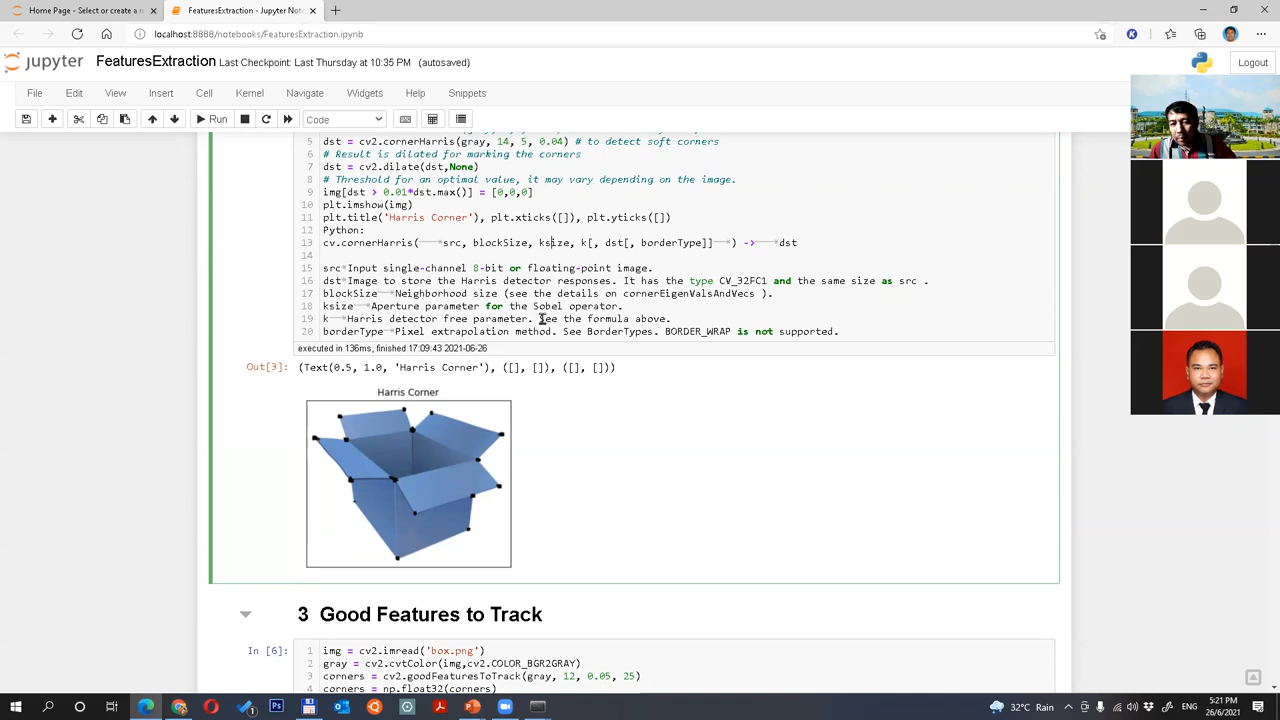 Home Page - Select or create a n
FeaturesExtraction - Jupyter Not
localhost:8888/notebooks/FeaturesExtraction.ipynb
jupyter FeaturesExtraction Last Checkpoint: Last Thursday at 10:35 PM (autosaved)
Logout
File Edit View Insert Cell Kernel Navigate Widgets Help Snippets
Run Code
5 dst = cv2.cornerHarris(gray, 14, 5, 0.04) # to detect soft corners
6 # Result is dilated for marking the corners
7 dst = cv2.dilate(dst,None)
8 # Threshold for an optimal value, it may vary depending on the image.
9 img[dst > 0.01*dst.max()] = [0,0,0]
10 plt.imshow(img)
11 plt.title('Harris Corner'), plt.xticks([]), plt.yticks([])
12 Python:
13 cv.cornerHarris( src, blockSize, ksize, k[, dst[, borderType]] ) -> dst
14
15 src Input single-channel 8-bit or floating-point image.
16 dst Image to store the Harris detector responses. It has the type CV_32FC1 and the same size as src .
17 blockSize Neighborhood size (see the details on cornerEigenValsAndVecs ).
18 ksize Aperture parameter for the Sobel operator.
19 k Harris detector free parameter. See the formula above.
20 borderType Pixel extrapolation method. See BorderTypes. BORDER_WRAP is not supported.
executed in 136ms, finished 17:09:43 2021-06-26
Out[3]: (Text(0.5, 1.0, 'Harris Corner'), ([], []), ([], []))
Harris Corner
3 Good Features to Track
In [6]: 1 img = cv2.imread('box.png')
2 gray = cv2.cvtColor(img,cv2.COLOR_BGR2GRAY)
3 corners = cv2.goodFeaturesToTrack(gray, 12, 0.05, 25)
4 corners = np.float32(corners)
32°C Rain
5:21 PM
26/6/2021